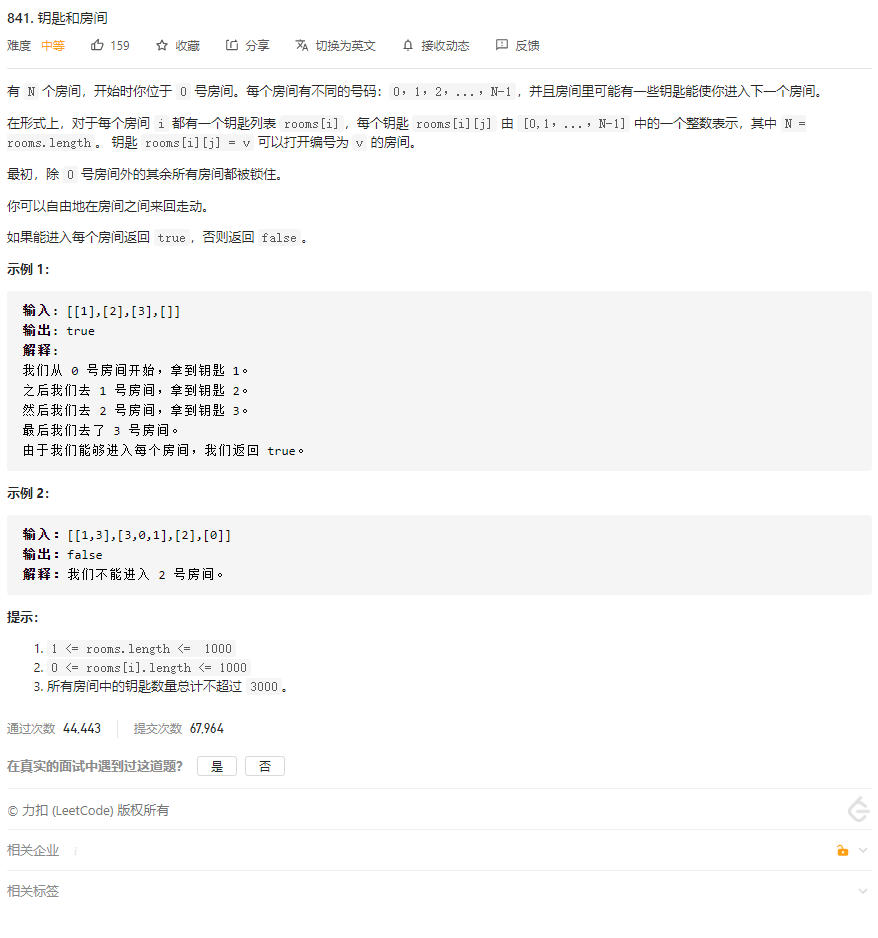 841. 钥匙和房间
难度 中等 159 收藏 分享 切换为英文 接收动态 反馈
有 N 个房间，开始时你位于 0 号房间。每个房间有不同的号码：0，1，2，...，N-1，并且房间里可能有一些钥匙能使你进入下一个房间。
在形式上，对于每个房间 i 都有一个钥匙列表 rooms[i]，每个钥匙 rooms[i][j] 由 [0,1，...，N-1] 中的一个整数表示，其中 N =
rooms.length。 钥匙 rooms[i][j] = v 可以打开编号为 v 的房间。
最初，除 0 号房间外的其余所有房间都被锁住。
你可以自由地在房间之间来回走动。
如果能进入每个房间返回 true，否则返回 false。
示例 1：
输入: [[1],[2],[3],[]]
输出: true
解释:
我们从 0 号房间开始，拿到钥匙 1。
之后我们去 1 号房间，拿到钥匙 2。
然后我们去 2 号房间，拿到钥匙 3。
最后我们去了 3 号房间。
由于我们能够进入每个房间，我们返回 true。
示例 2：
输入：[[1,3],[3,0,1],[2],[0]]
输出：false
解释：我们不能进入 2 号房间。
提示：
1. 1 <= rooms.length <= 1000
2. 0 <= rooms[i].length <= 1000
3. 所有房间中的钥匙数量总计不超过 3000。
通过次数 44,443 提交次数 67,964
在真实的面试中遇到过这道题？ 是 否
© 力扣 (LeetCode) 版权所有
相关企业 i
相关标签